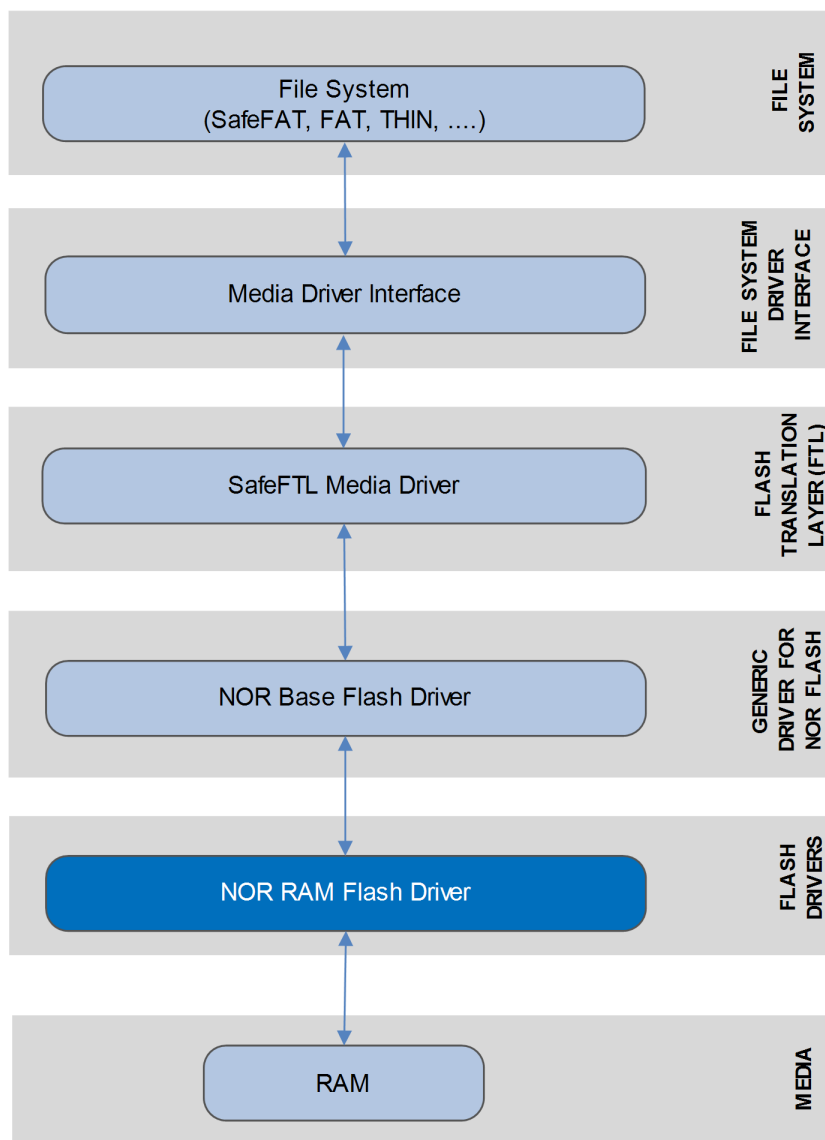 File System
(SafeFAT, FAT, THIN, ....)
FILE
SYSTEM
Media Driver Interface
FILE SYSTEM
DRIVER
INTERFACE
SafeFTL Media Driver
FLASH
TRANSLATION
LAYER (FTL)
NOR Base Flash Driver
GENERIC
DRIVER FOR
NOR FLASH
NOR RAM Flash Driver
FLASH
DRIVERS
RAM
MEDIA